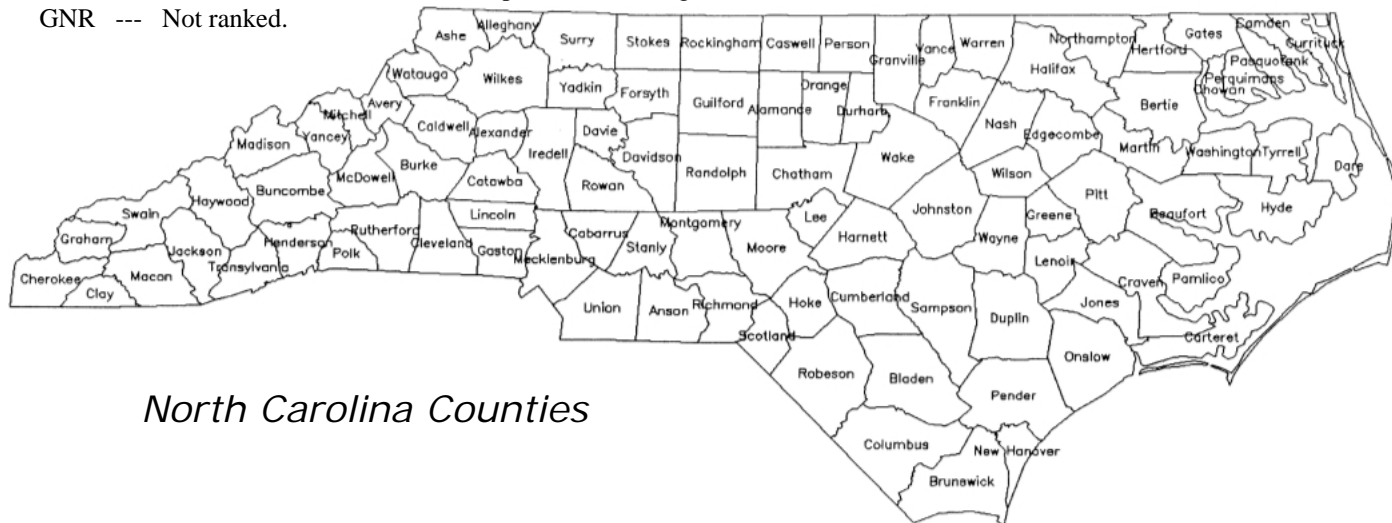 GNR --- Not ranked.
Ashe
Alleghany
Surry
Stokes
Rockingham
Caswell
Person
Granville
Vance
Warren
Northampton
Hertford
Gates
Camden
Currituck
Pasquotank
Perquimans
Chowan
Halifax
Bertie
Watauga
Wilkes
Yadkin
Forsyth
Guilford
Alamance
Orange
Durham
Franklin
Nash
Edgecombe
Martin
Washington
Tyrrell
Dare
Mitchell
Avery
Yancey
Madison
Caldwell
Alexander
Iredell
Davie
Davidson
Randolph
Chatham
Wake
Wilson
Pitt
Beaufort
Hyde
Haywood
Buncombe
McDowell
Burke
Catawba
Rowan
Lincoln
Swain
Graham
Jackson
Henderson
Transylvania
Polk
Rutherford
Cleveland
Gaston
Mecklenburg
Cabarrus
Stanly
Montgomery
Moore
Lee
Harnett
Johnston
Greene
Wayne
Lenoir
Craven
Pamlico
Cherokee
Clay
Macon
Union
Anson
Richmond
Scotland
Hoke
Cumberland
Sampson
Duplin
Jones
Carteret
Onslow
Robeson
Bladen
Pender
North Carolina Counties
Columbus
New Hanover
Brunswick